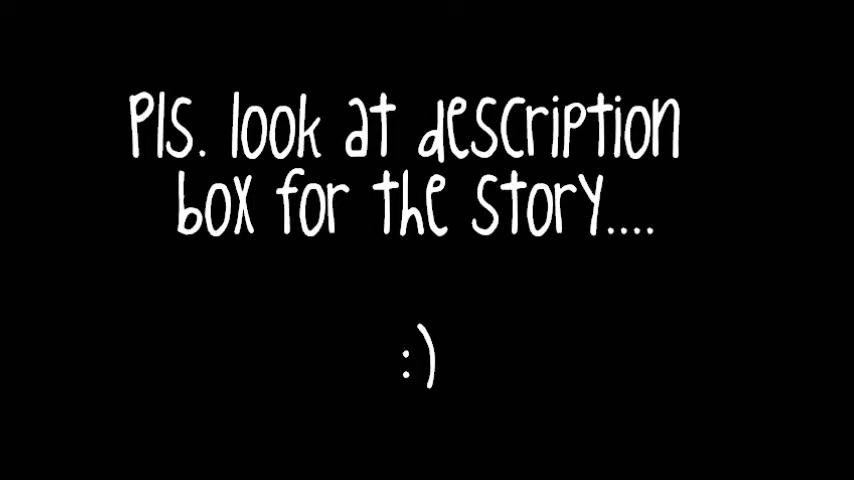 Pls. look at description
box for the story....
:)